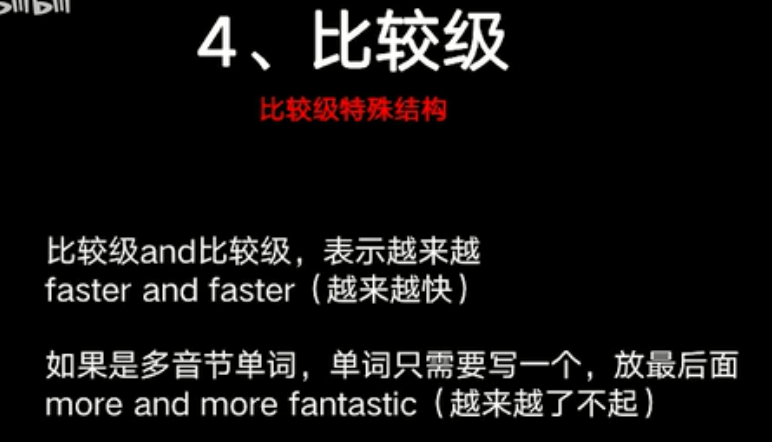 4、比较级
比较级特殊结构
比较级and比较级，表示越来越
faster and faster（越来越快）
如果是多音节单词，单词只需要写一个，放最后面
more and more fantastic（越来越了不起）